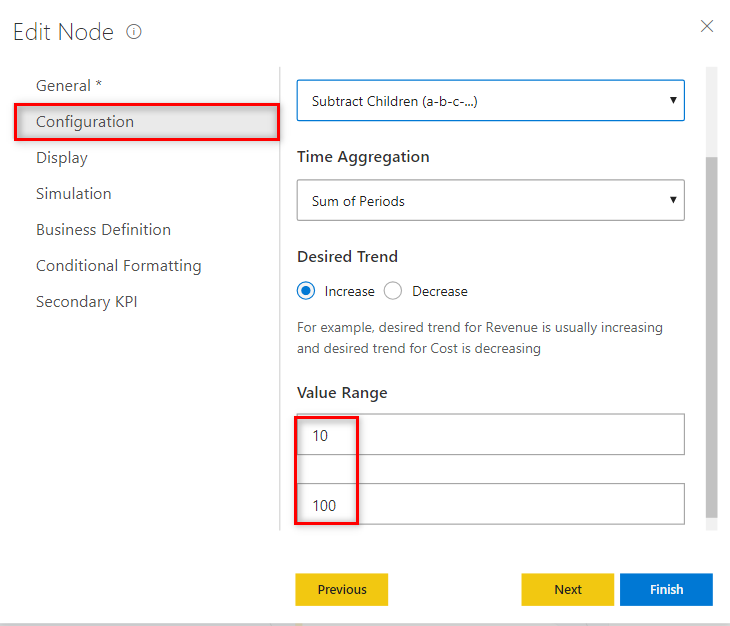 Edit Node
General *
Configuration
Display
Simulation
Business Definition
Conditional Formatting
Secondary KPI
Subtract Children (a-b-c-...)
Time Aggregation
Sum of Periods
Desired Trend
Increase Decrease
For example, desired trend for Revenue is usually increasing
and desired trend for Cost is decreasing
Value Range
10
100
Previous Next Finish